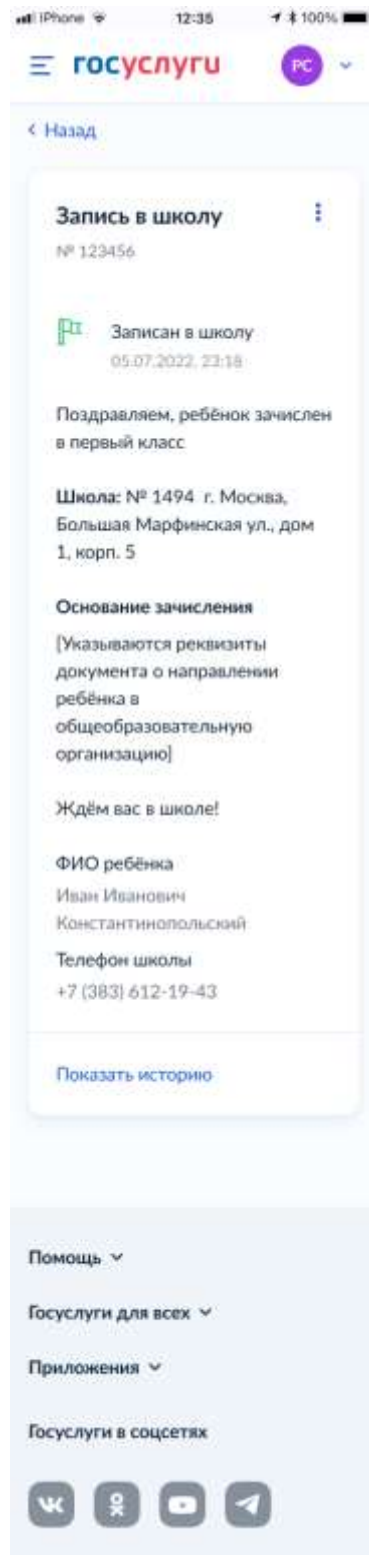 iPhone 12:35 100%
госуслуги РС
Назад
Запись в школу
№ 123456
Записан в школу
05.07.2022, 23:18
Поздравляем, ребёнок зачислен
в первый класс
Школа: № 1494 г. Москва,
Большая Марфинская ул., дом
1, корп. 5
Основание зачисления
[Указываются реквизиты
документа о направлении
ребёнка в
общеобразовательную
организацию]
Ждём вас в школе!
ФИО ребёнка
Иван Иванович
Константинопольский
Телефон школы
+7 (383) 612-19-43
Показать историю
Помощь
Госуслуги для всех
Приложения
Госуслуги в соцсетях